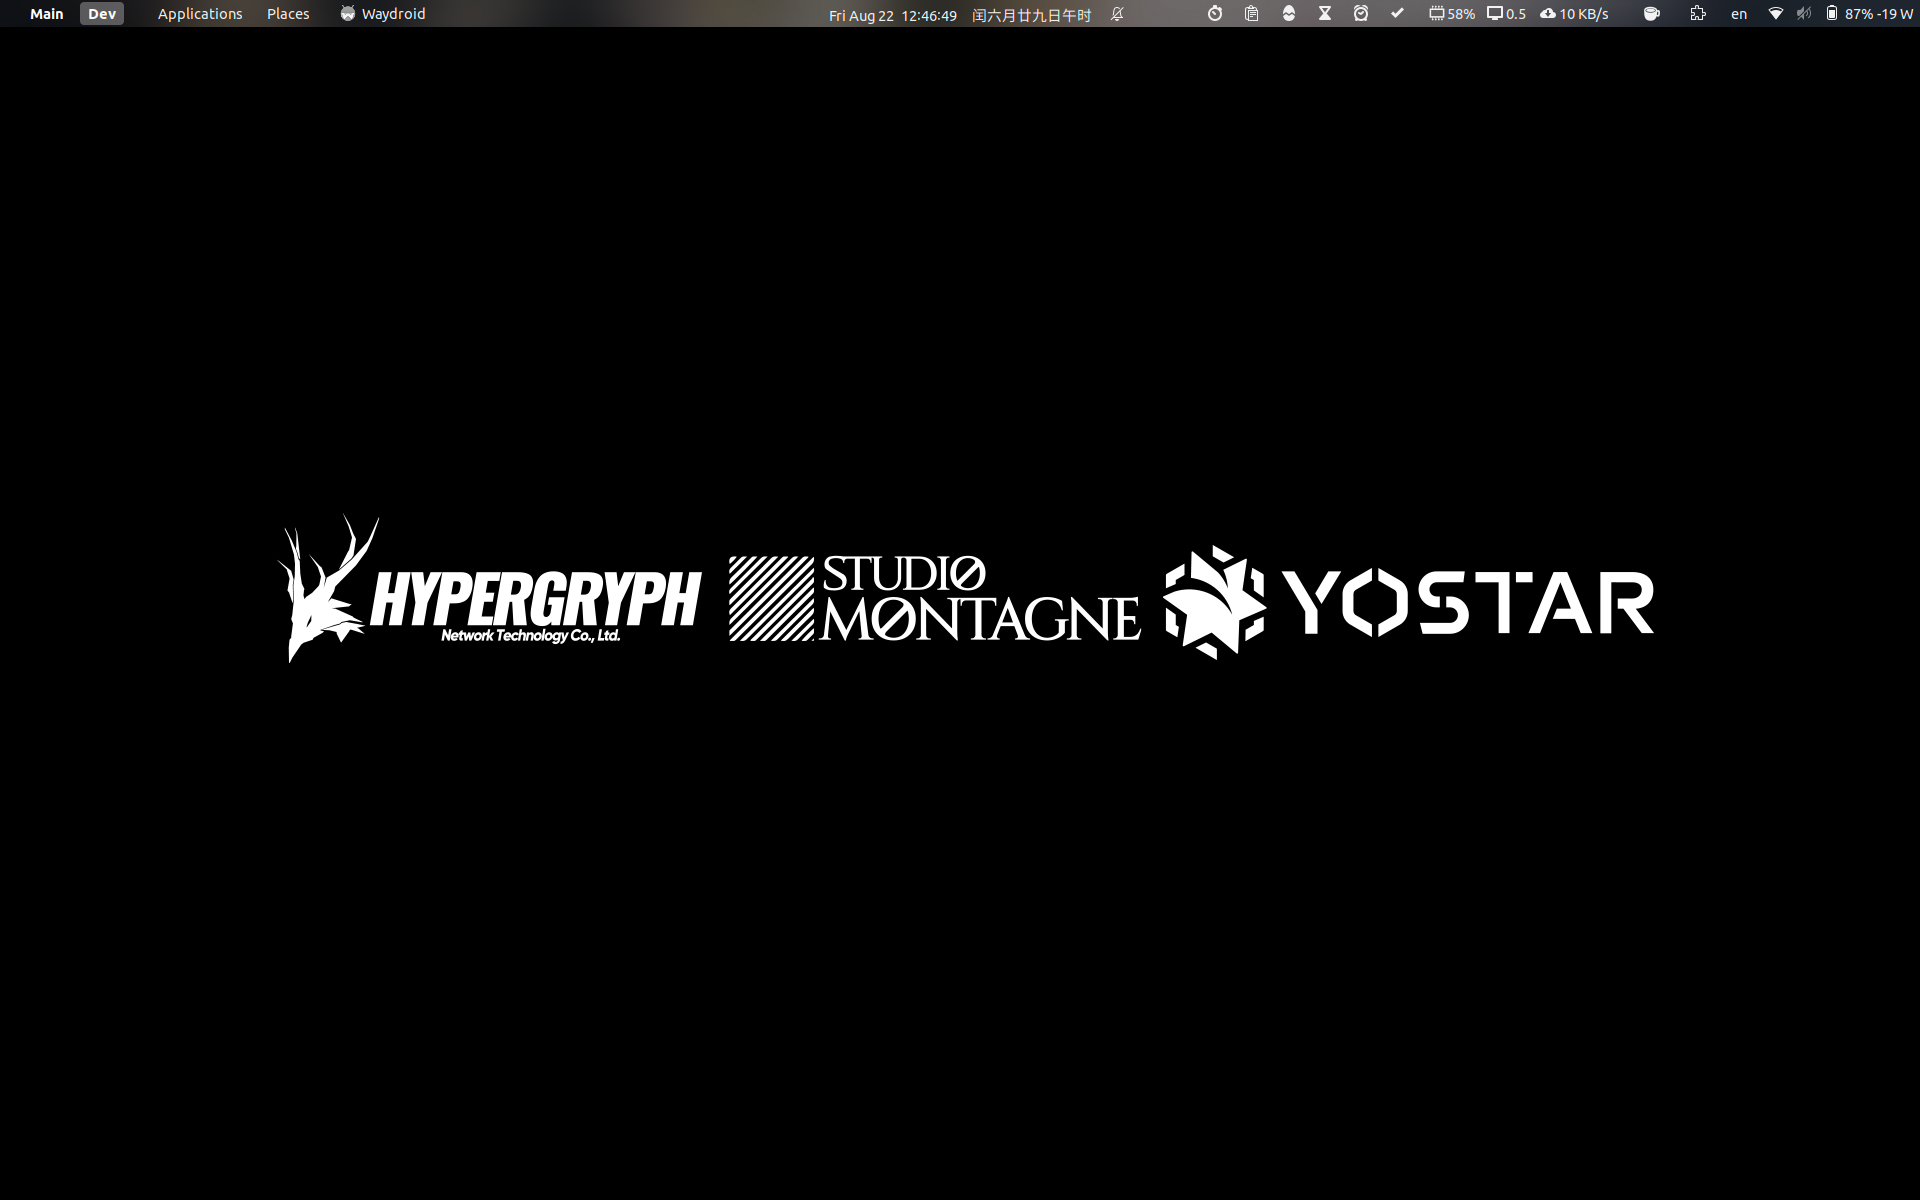 Main Dev Applications Places Waydroid Fri Aug 22 12:46:49 闰六月廿九日午时 58% 0.5 10 KB/s en 87% -19 W
HYPERGRYPH
Network Technology Co., Ltd.
STUDIØ
MØNTAGNE
YOSTAR